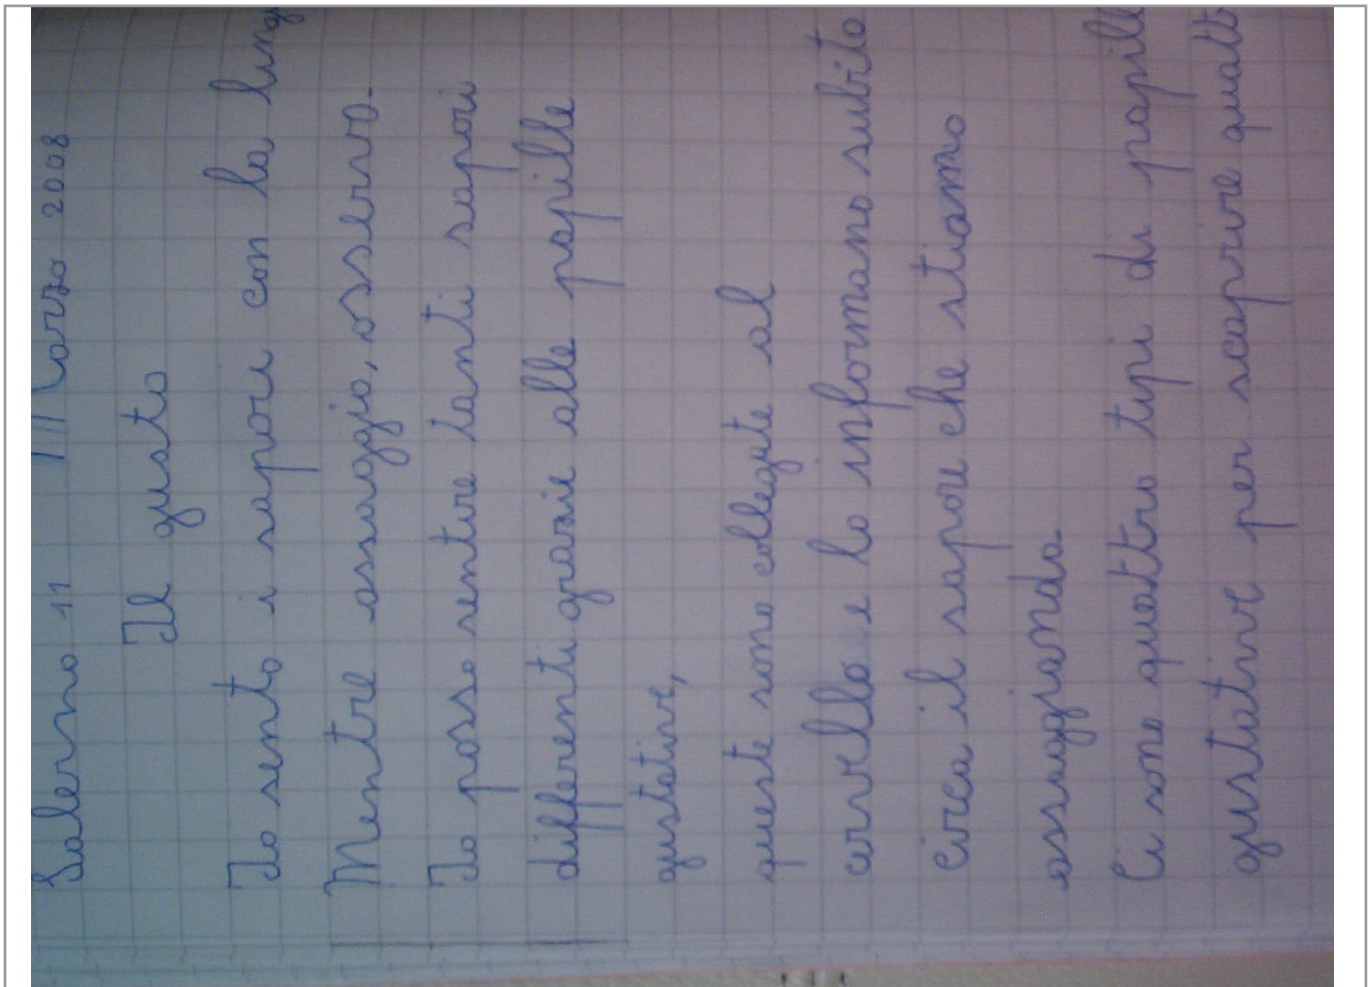 Salerno 11 Marzo 2008
Il gusto
Io sento i sapori con la ling
Mentre assaggio, osservo.
Io posso sentire tanti sapori
differenti grazie alle papille
gustative,
queste sono collegate al
cervello e lo informano subito
Circa il sapore che stiamo
assaggiando.
Ci sono quattro tipi di papill
gustative per scoprire quatt